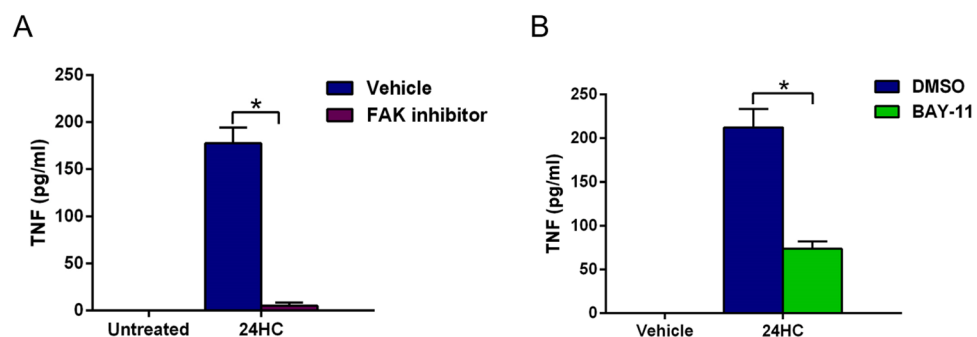 A
250
200
150
100
50
0
TNF (pg/ml)
*
Vehicle
FAK inhibitor
Untreated
24HC
B
250
200
150
100
50
0
TNF (pg/ml)
*
DMSO
BAY-11
Vehicle
24HC